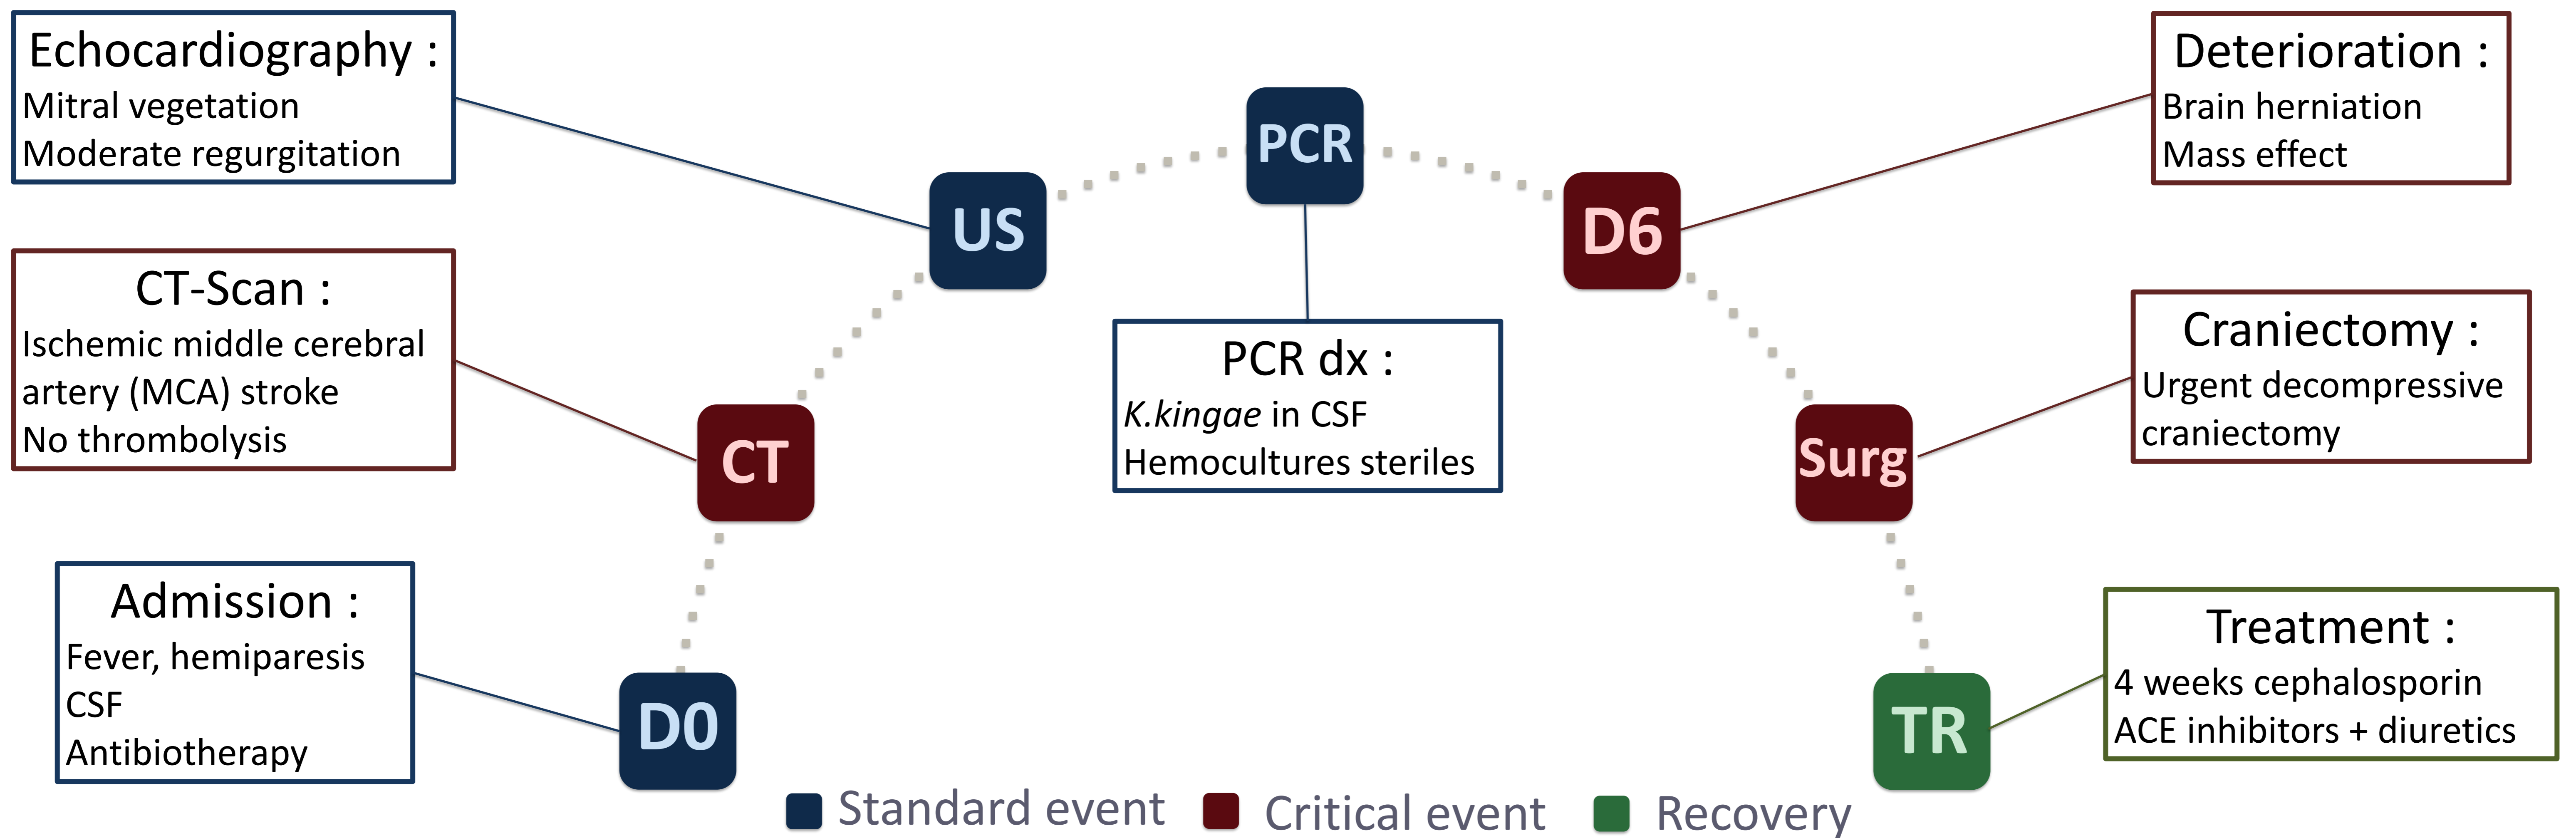 Echocardiography :
Mitral vegetation
Moderate regurgitation
CT-Scan :
Ischemic middle cerebral
artery (MCA) stroke
No thrombolysis
Admission :
Fever, hemiparesis
CSF
Antibiotherapy
D0
CT
US
PCR
PCR dx :
K.kingae in CSF
Hemocultures steriles
D6
Surg
TR
Deterioration :
Brain herniation
Mass effect
Craniectomy :
Urgent decompressive
craniectomy
Treatment :
4 weeks cephalosporin
ACE inhibitors + diuretics
Standard event
Critical event
Recovery